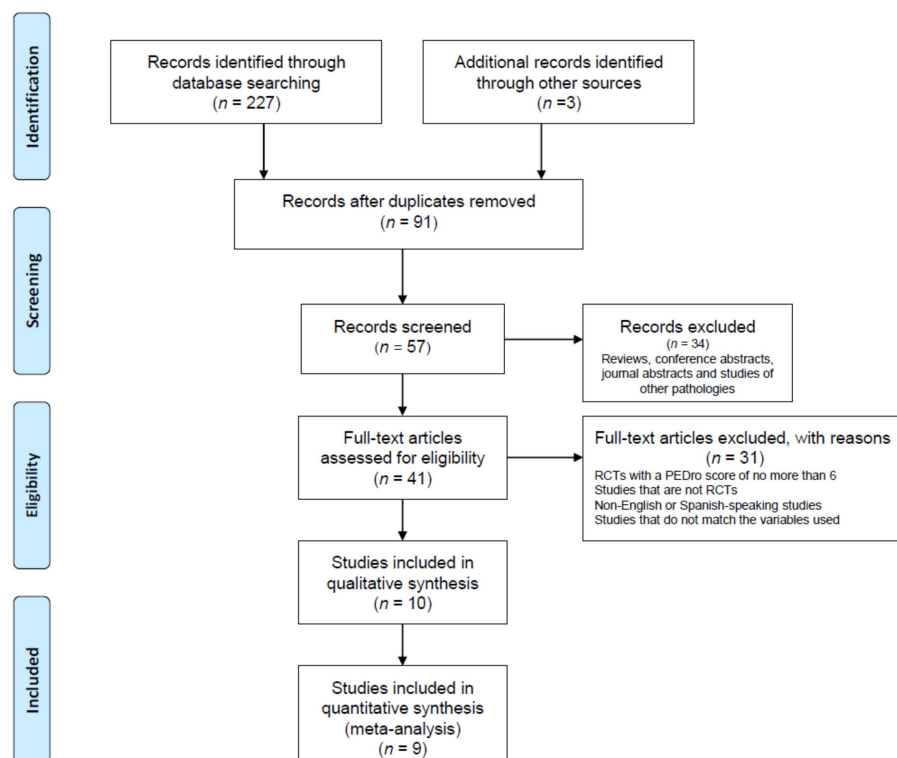 Identification
Records identified through
database searching
(n = 227)
Additional records identified
through other sources
(n =3)
Records after duplicates removed
(n = 91)
Screening
Records screened
(n = 57)
Records excluded
(n = 34)
Reviews, conference abstracts,
journal abstracts and studies of
other pathologies
Eligibility
Full-text articles
assessed for eligibility
(n = 41)
Full-text articles excluded, with reasons
(n = 31)
RCTs with a PEDro score of no more than 6
Studies that are not RCTs
Non-English or Spanish-speaking studies
Studies that do not match the variables used
Studies included in
qualitative synthesis
(n = 10)
Included
Studies included in
quantitative synthesis
(meta-analysis)
(n = 9)